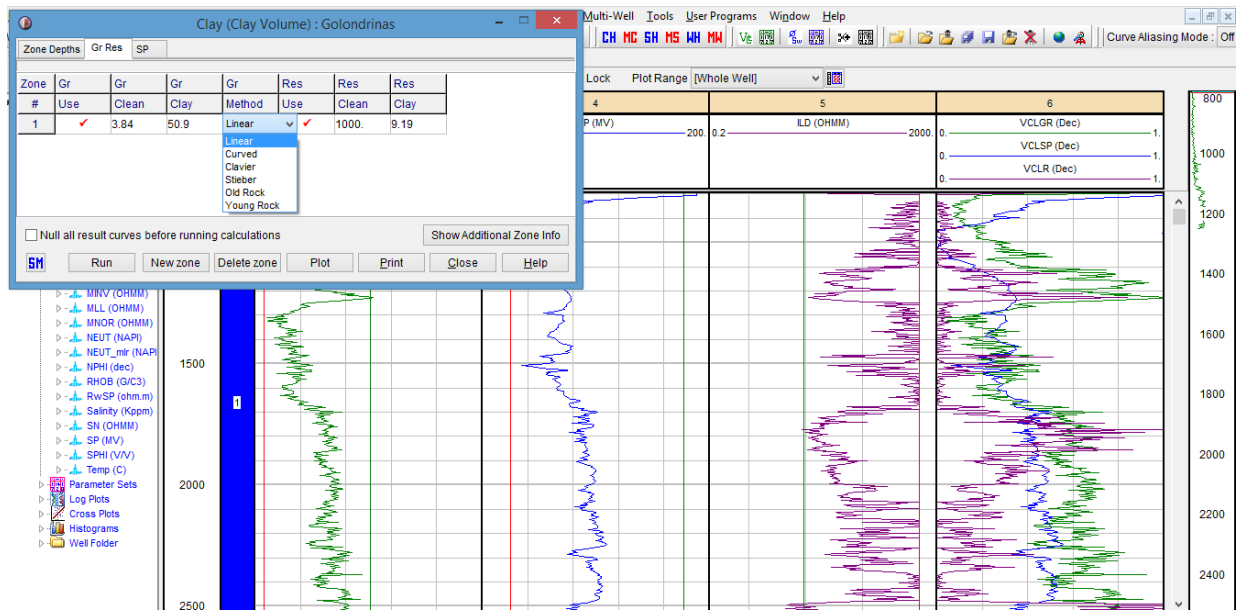 Clay (Clay Volume) : Golondrinas
Multi-Well Tools User Programs Window Help
Zone Depths Gr Res SP
CH MC SH MS WH MW
Curve Aliasing Mode : Off
Zone Gr Gr Gr Gr Res Res Res
# Use Clean Clay Method Use Clean Clay
1 3.84 50.9 Linear 1000. 9.19
Linear
Curved
Clavier
Stieber
Old Rock
Young Rock
Null all result curves before running calculations
Show Additional Zone Info
SM Run New zone Delete zone Plot Print Close Help
Lock Plot Range [Whole Well]
4 5 6
P (MV) 200.
0.2 ILD (OHMM) 2000.
0. VCLGR (Dec) 1.
0. VCLSP (Dec) 1.
0. VCLR (Dec) 1.
MINV (OHMM)
MLL (OHMM)
MNOR (OHMM)
NEUT (NAPI)
NEUT_mlr (NAPI
NPHI (dec)
RHOB (G/C3)
RwSP (ohm.m)
Salinity (Kppm)
SN (OHMM)
SP (MV)
SPHI (V/V)
Temp (C)
Parameter Sets
Log Plots
Cross Plots
Histograms
Well Folder
1500
1
2000
2500
800
1000
1200
1400
1600
1800
2000
2200
2400